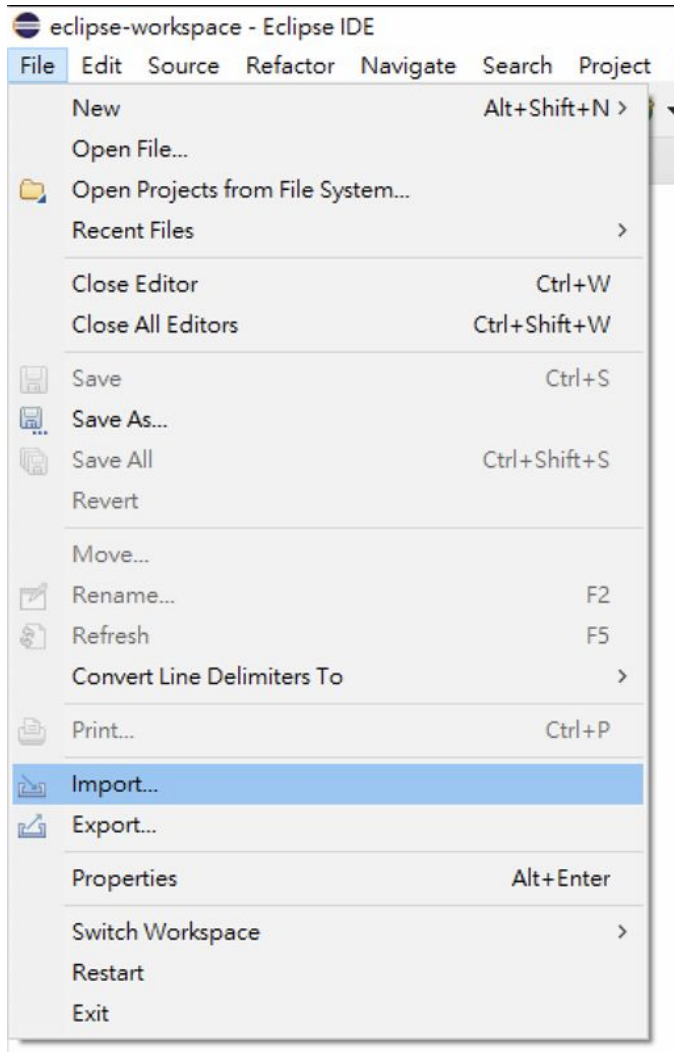 eclipse-workspace - Eclipse IDE
File Edit Source Refactor Navigate Search Project
New Alt+Shift+N >
Open File...
Open Projects from File System...
Recent Files >
Close Editor Ctrl+W
Close All Editors Ctrl+Shift+W
Save Ctrl+S
Save As...
Save All Ctrl+Shift+S
Revert
Move...
Rename... F2
Refresh F5
Convert Line Delimiters To >
Print... Ctrl+P
Import...
Export...
Properties Alt+Enter
Switch Workspace >
Restart
Exit